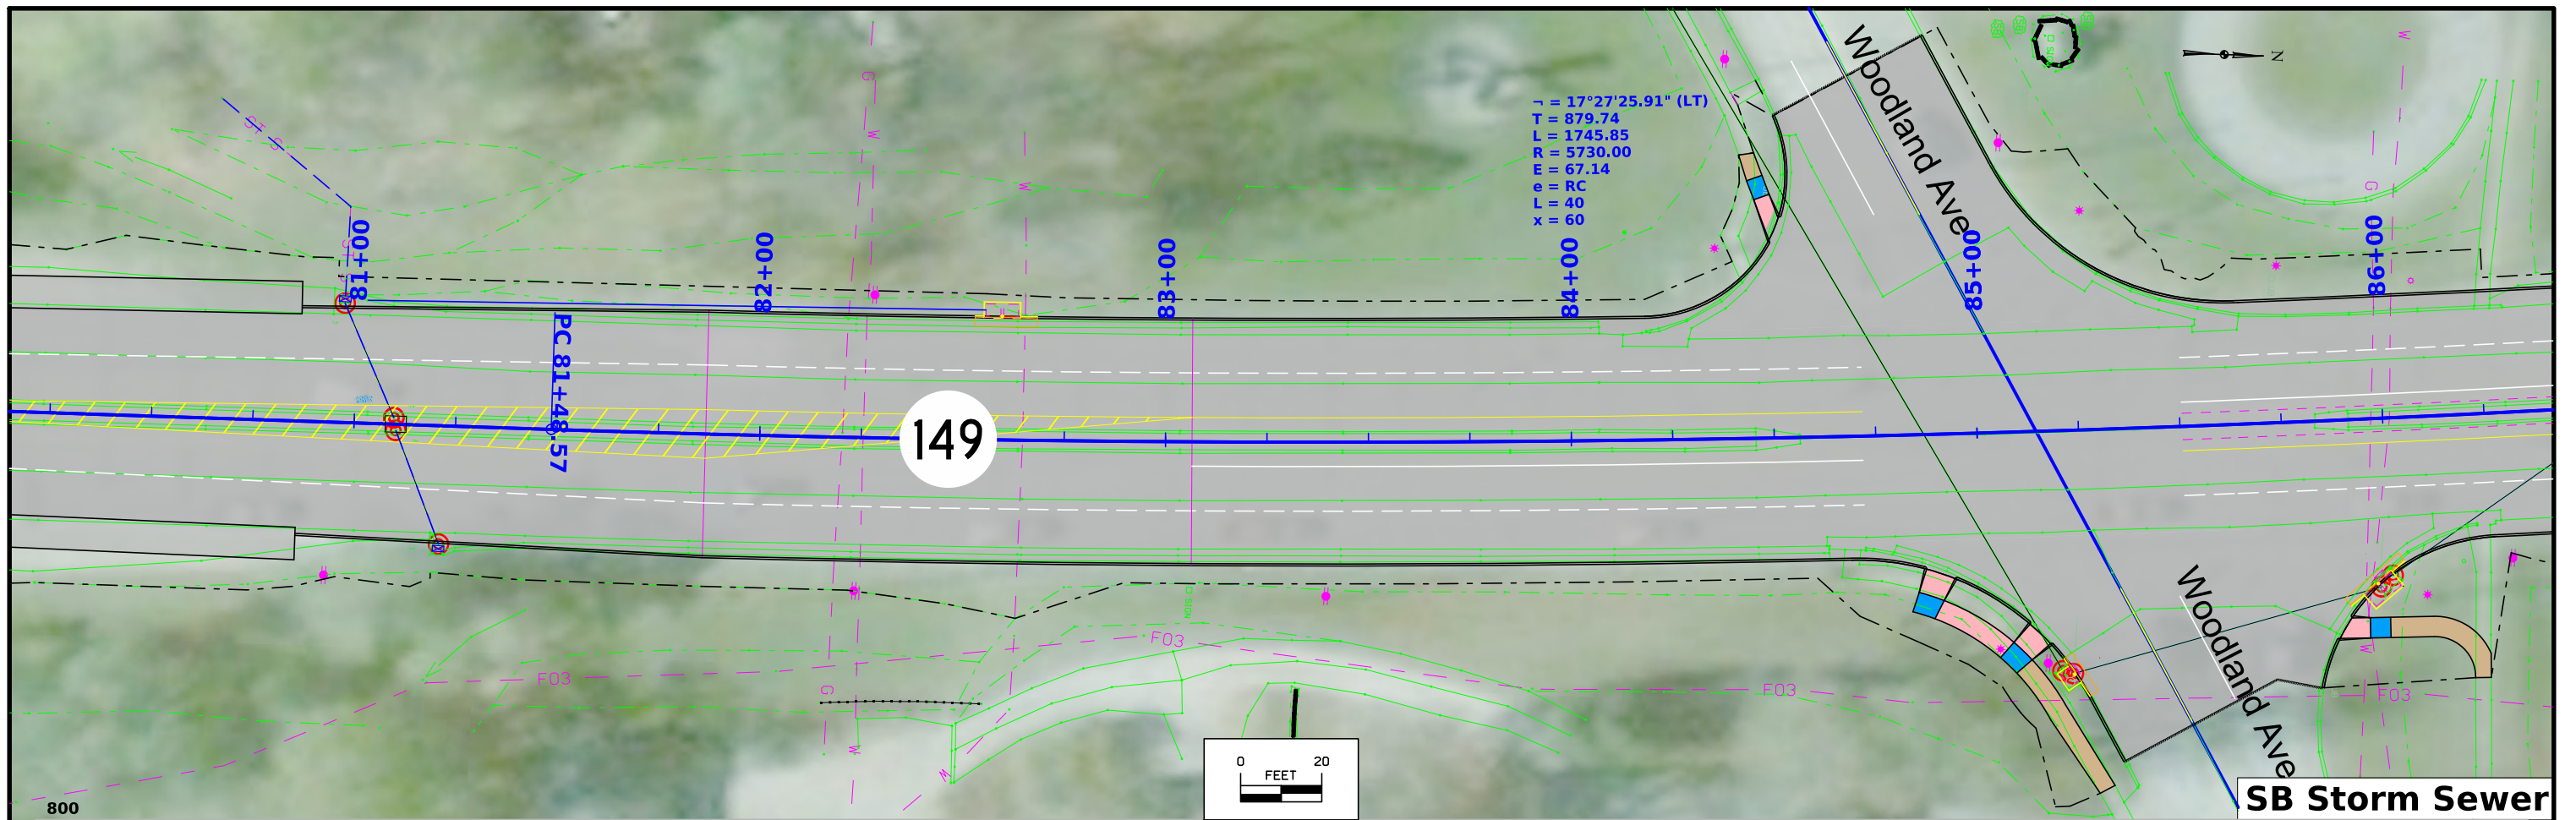 Woodland Ave
N
G
W
ST S
W
W
¬ = 17°27'25.91" (LT)
T = 879.74
L = 1745.85
R = 5730.00
E = 67.14
e = RC
L = 40
x = 60
G
81+00
82+00
83+00
84+00
85+00
86+00
PC 81+48.57
149
F03
F03
F03
F03
G
W
W
W
Woodland Ave
0 20
FEET
800
SB Storm Sewer